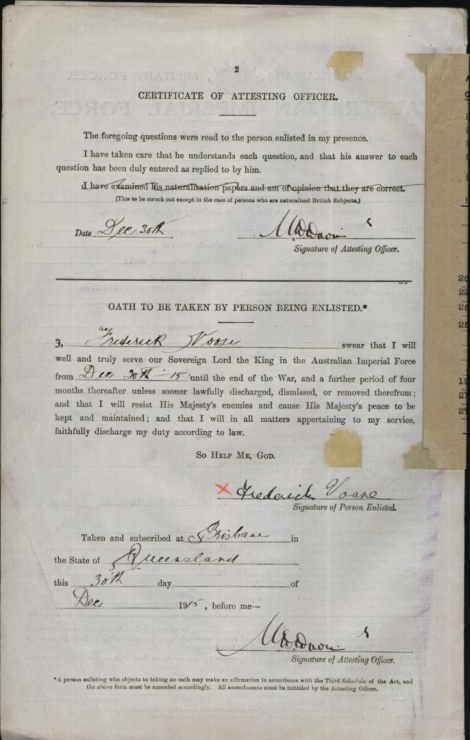 2
CERTIFICATE OF ATTESTING OFFICER.
The foregoing questions were read to the person enlisted in my presence.
I have taken care that he understands each question, and that his answer to each
question has been duly entered as replied to by him.
I have examined his naturalization papers and am of opinion that they are correct.
(This to be struck out except in the case of persons who are naturalized British Subjects.)
Date Dec 30th
Signature of Attesting Officer.
OATH TO BE TAKEN BY PERSON BEING ENLISTED.*
I, Frederick swear that I will
well and truly serve our Sovereign Lord the King in the Australian Imperial Force
from Dec 30th - 15 until the end of the War, and a further period of four
months thereafter unless sooner lawfully discharged, dismissed, or removed therefrom;
and that I will resist His Majesty's enemies and cause His Majesty's peace to be
kept and maintained; and that I will in all matters appertaining to my service,
faithfully discharge my duty according to law.
SO HELP ME, GOD.
Frederick
Signature of Person Enlisted.
Taken and subscribed at Brisbane in
the State of Queensland
this 30th day of
Dec 1915, before me—
Signature of Attesting Officer.
*A person enlisting who objects to taking an oath may make an affirmation in accordance with the Third Schedule of the Act, and
the above form must be amended accordingly. All amendments must be initialed by the Attesting Officer.